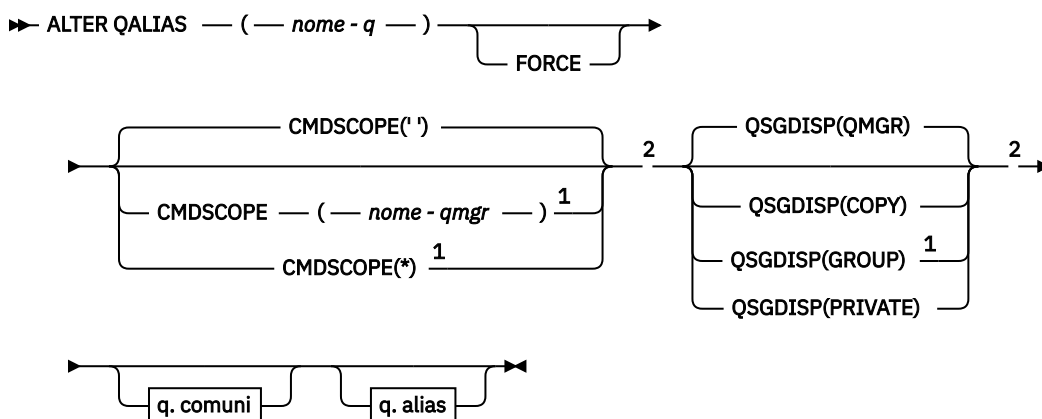 ALTER QALIAS ( nome - q )
FORCE
CMDSCOPE(' ')
2
CMDSCOPE ( nome - qmgr ) 1
CMDSCOPE(*) 1
QSGDISP(QMGR)
2
QSGDISP(COPY)
QSGDISP(GROUP) 1
QSGDISP(PRIVATE)
q. comuni
q. alias